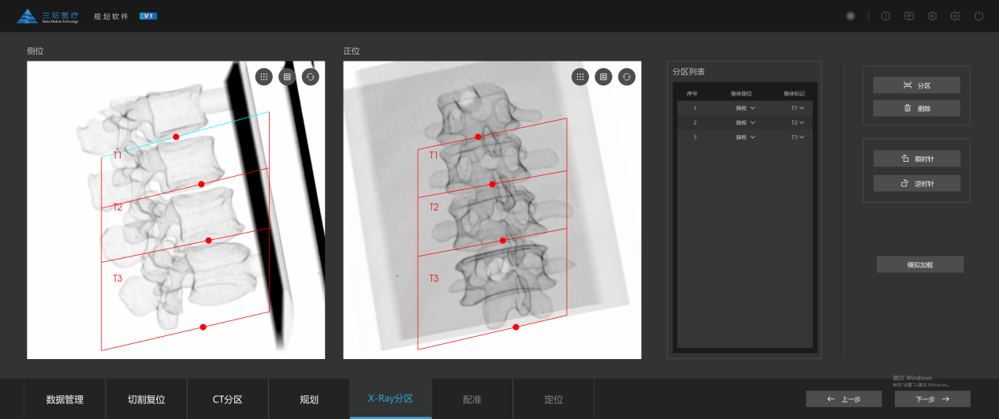 三坛医疗
Santa Medical Technology
规划软件
V1
侧位
正位
T1
T2
T3
T1
T2
T3
分区列表
序号 锥体部位 锥体标记
1 胸椎 T1
2 胸椎 T2
3 胸椎 T3
分区
删除
顺时针
逆时针
模拟加载
激活 Windows
转到"设置"以激活 Windows。
数据管理
切割复位
CT分区
规划
X-Ray分区
配准
定位
上一步
下一步